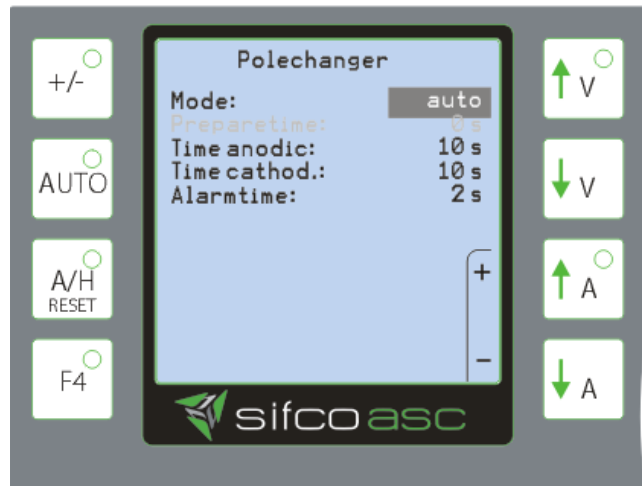 +/-
AUTO
A/H
RESET
F4
Polechanger
Mode: auto
Preparetime: 0 s
Time anodic: 10 s
Time cathod.: 10 s
Alarmtime: 2 s
+
-
sifco asc
V
V
A
A